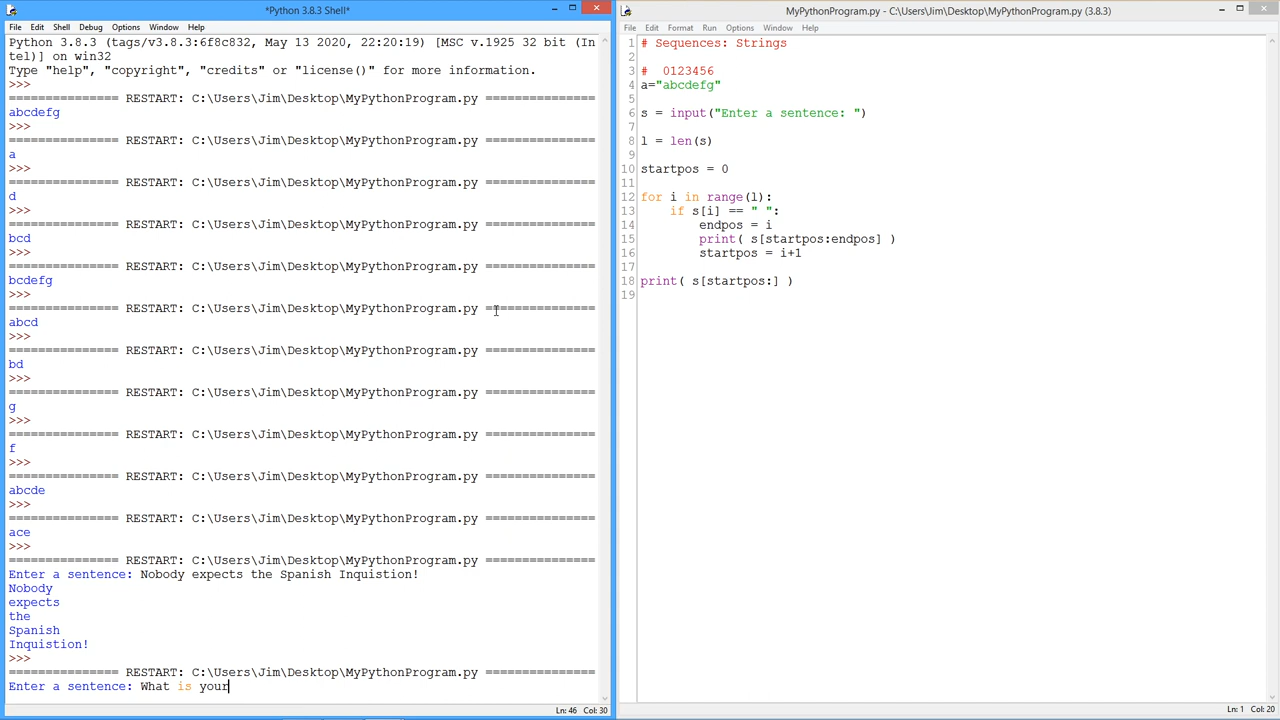 *Python 3.8.3 Shell*
File Edit Shell Debug Options Window Help
Python 3.8.3 (tags/v3.8.3:6f8c832, May 13 2020, 22:20:19) [MSC v.1925 32 bit (In
tel)] on win32
Type "help", "copyright", "credits" or "license()" for more information.
>>>
=============== RESTART: C:\Users\Jim\Desktop\MyPythonProgram.py ===============
abcdefg
>>>
=============== RESTART: C:\Users\Jim\Desktop\MyPythonProgram.py ===============
a
>>>
=============== RESTART: C:\Users\Jim\Desktop\MyPythonProgram.py ===============
d
>>>
=============== RESTART: C:\Users\Jim\Desktop\MyPythonProgram.py ===============
bcd
>>>
=============== RESTART: C:\Users\Jim\Desktop\MyPythonProgram.py ===============
bcdefg
>>>
=============== RESTART: C:\Users\Jim\Desktop\MyPythonProgram.py ===============
abcd
>>>
=============== RESTART: C:\Users\Jim\Desktop\MyPythonProgram.py ===============
bd
>>>
=============== RESTART: C:\Users\Jim\Desktop\MyPythonProgram.py ===============
g
>>>
=============== RESTART: C:\Users\Jim\Desktop\MyPythonProgram.py ===============
f
>>>
=============== RESTART: C:\Users\Jim\Desktop\MyPythonProgram.py ===============
abcde
>>>
=============== RESTART: C:\Users\Jim\Desktop\MyPythonProgram.py ===============
ace
>>>
=============== RESTART: C:\Users\Jim\Desktop\MyPythonProgram.py ===============
Enter a sentence: Nobody expects the Spanish Inquistion!
Nobody
expects
the
Spanish
Inquistion!
>>>
=============== RESTART: C:\Users\Jim\Desktop\MyPythonProgram.py ===============
Enter a sentence: What is your
Ln: 46 Col: 30
MyPythonProgram.py - C:\Users\Jim\Desktop\MyPythonProgram.py (3.8.3)
File Edit Format Run Options Window Help
1 # Sequences: Strings
2
3 #  0123456
4 a="abcdefg"
5
6 s = input("Enter a sentence: ")
7
8 l = len(s)
9
10 startpos = 0
11
12 for i in range(l):
13     if s[i] == " ":
14         endpos = i
15         print( s[startpos:endpos] )
16         startpos = i+1
17
18 print( s[startpos:] )
19
Ln: 1 Col: 20